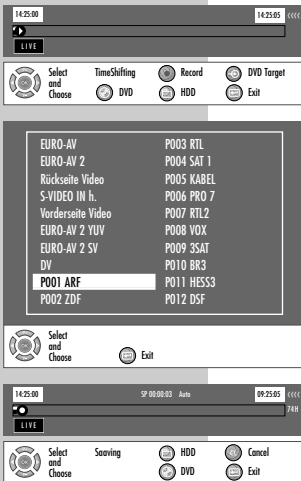 14:25:00 14:25:05 ‹‹‹‹
LIVE
Select and Choose TimeShifting Record DVD Target
DVD HDD Exit
EURO-AV P003 RTL
EURO-AV 2 P004 SAT 1
Rückseite Video P005 KABEL
S-VIDEO IN h. P006 PRO 7
Vorderseite Video P007 RTL2
EURO-AV 2 YUV P008 VOX
EURO-AV 2 SV P009 3SAT
DV P010 BR3
P001 ARF P011 HESS3
P002 ZDF P012 DSF
Select and Choose Exit
14:25:00 SP 00:00:03 Auto 09:25:05 ‹‹‹‹
74H
LIVE
Select and Choose Saaving HDD Cancel
DVD Exit